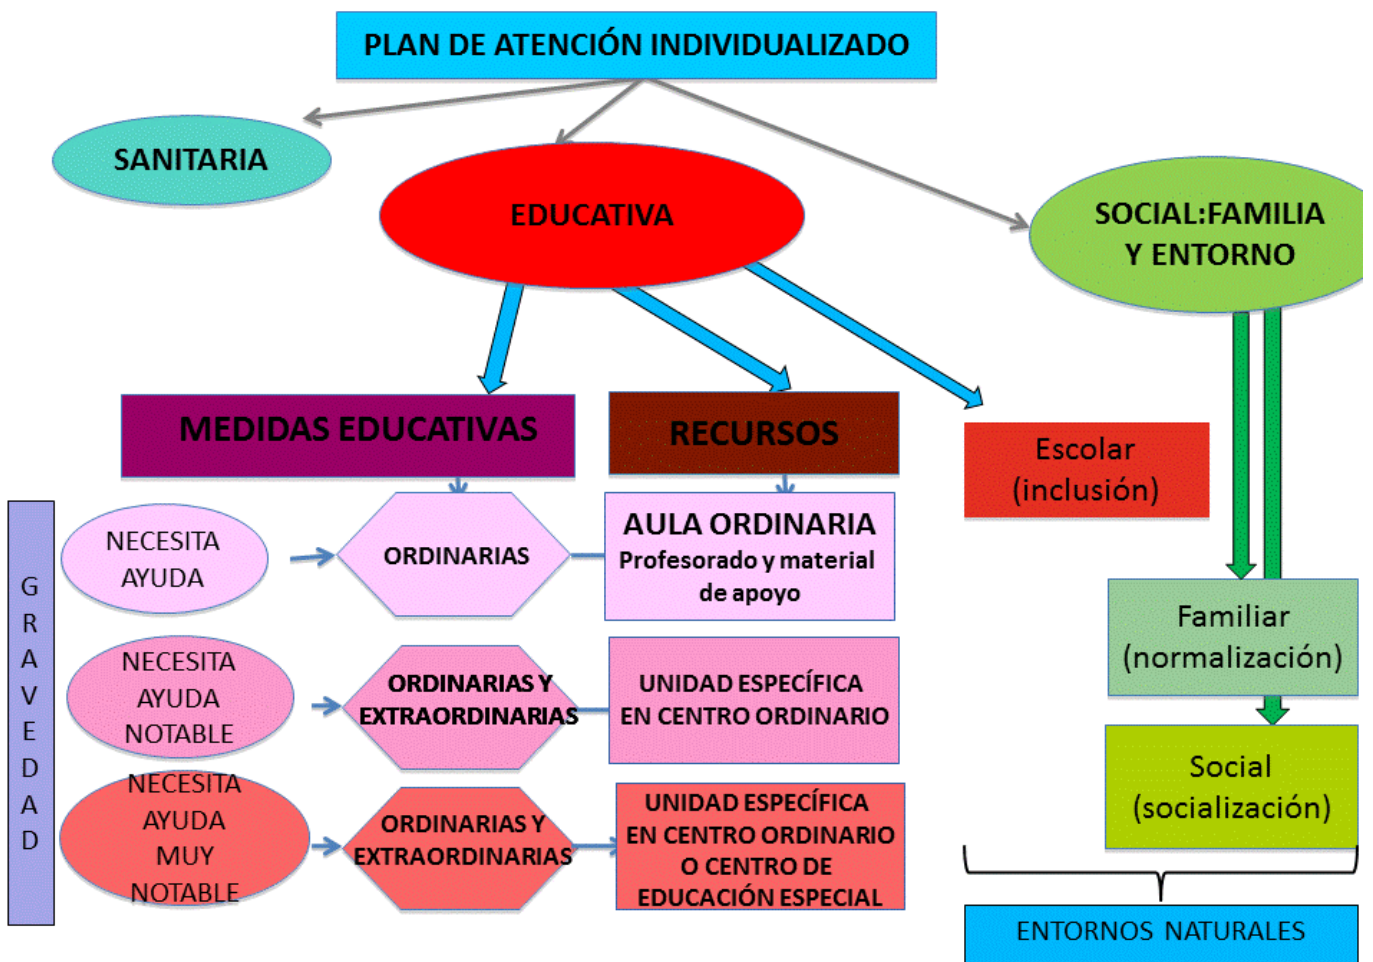 PLAN DE ATENCIÓN INDIVIDUALIZADO
SANITARIA
EDUCATIVA
SOCIAL:FAMILIA
Y ENTORNO
MEDIDAS EDUCATIVAS
RECURSOS
Escolar
(inclusión)
G
R
A
V
E
D
A
D
NECESITA
AYUDA
ORDINARIAS
AULA ORDINARIA
Profesorado y material
de apoyo
NECESITA
AYUDA
NOTABLE
ORDINARIAS Y
EXTRAORDINARIAS
UNIDAD ESPECÍFICA
EN CENTRO ORDINARIO
NECESITA
AYUDA
MUY
NOTABLE
ORDINARIAS Y
EXTRAORDINARIAS
UNIDAD ESPECÍFICA
EN CENTRO ORDINARIO
O CENTRO DE
EDUCACIÓN ESPECIAL
Familiar
(normalización)
Social
(socialización)
ENTORNOS NATURALES